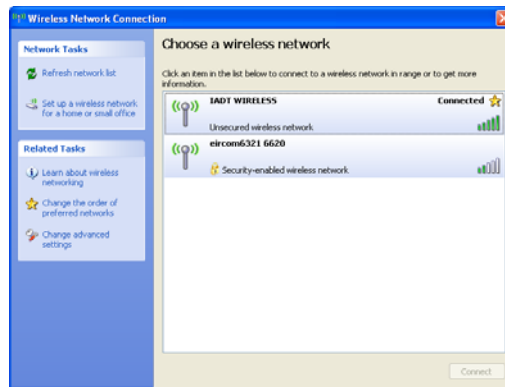 Wireless Network Connection
Network Tasks
Refresh network list
Set up a wireless network
for a home or small office
Related Tasks
Learn about wireless
networking
Change the order of
preferred networks
Change advanced
settings
Choose a wireless network
Click an item in the list below to connect to a wireless network in range or to get more
information.
IADT WIRELESS
Connected
Unsecured wireless network
eircom6321 6620
Security-enabled wireless network
Connect